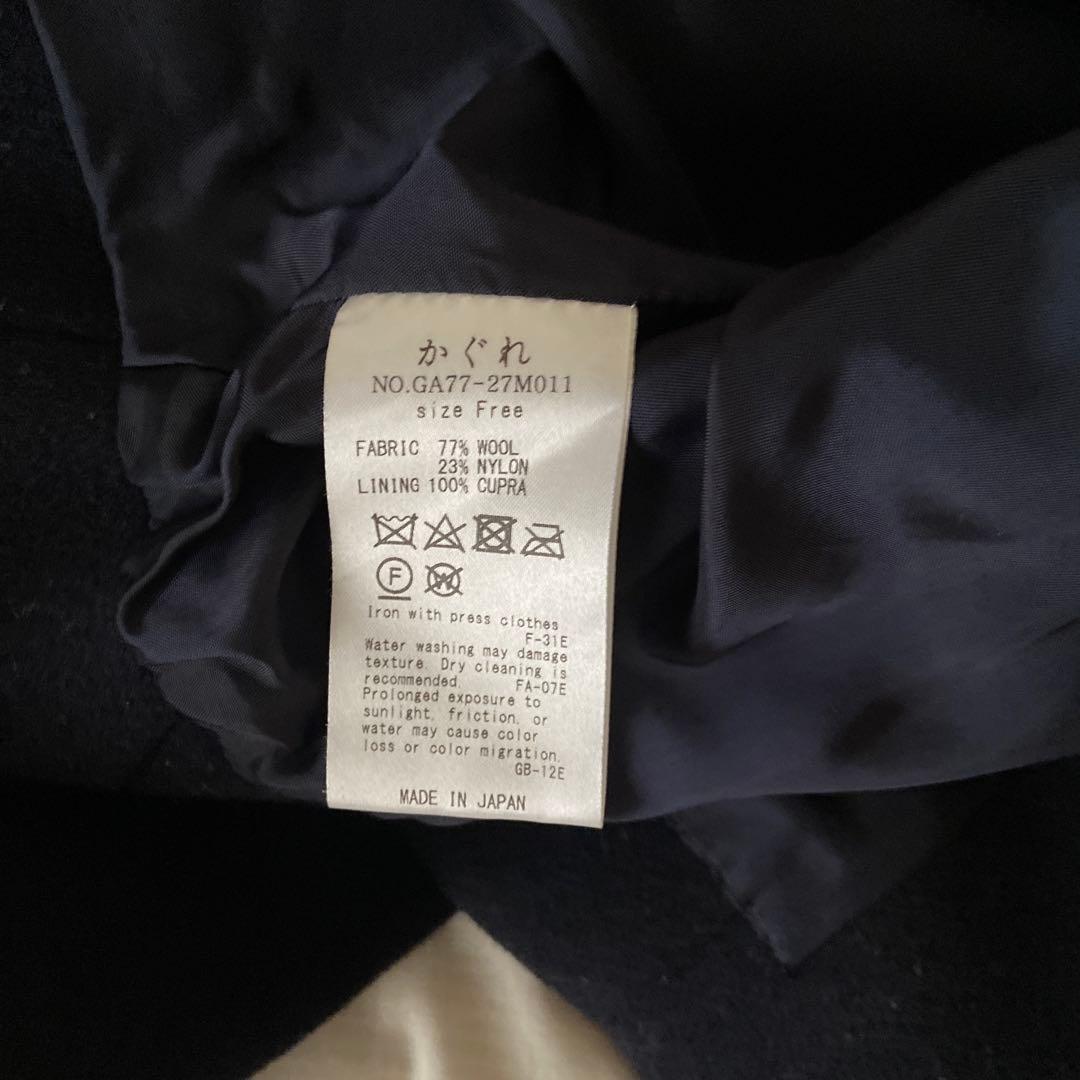 かぐれ
NO.GA77-27M011
size Free
FABRIC 77% WOOL
23% NYLON
LINING 100% CUPRA
F W
Iron with press clothes
F-31E
Water washing may damage
texture. Dry cleaning is
recommended. FA-07E
Prolonged exposure to
sunlight, friction, or
water may cause color
loss or color migration.
GB-12E
MADE IN JAPAN